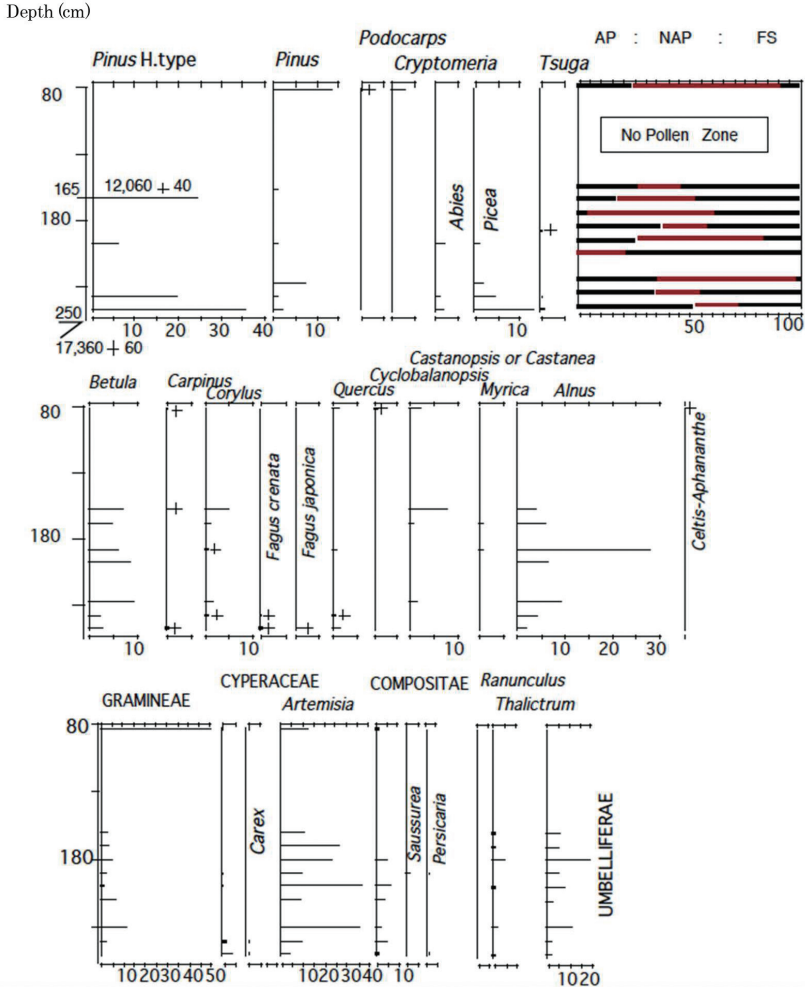 Depth (cm)
Podocarps
AP : NAP : FS
Pinus H.type
Pinus
Cryptomeria
Tsuga
80
No Pollen Zone
165
12,060 + 40
180
Abies
Picea
250
10 20 30 40
10
10
50
100
17,360 + 60
Castanopsis or Castanea
Cyclobalanopsis
Betula
Carpinus
Corylus
Quercus
Myrica
Alnus
80
180
Fagus crenata
Fagus japonica
Celtis-Aphananthe
10
10
10
10 20 30
CYPERACEAE
COMPOSITAE
Ranunculus
GRAMINEAE
Artemisia
Thalictrum
80
180
Carex
Saussurea
Persicaria
UMBELLIFERAE
10 20 30 40 50
10 20 30 40
10
10 20